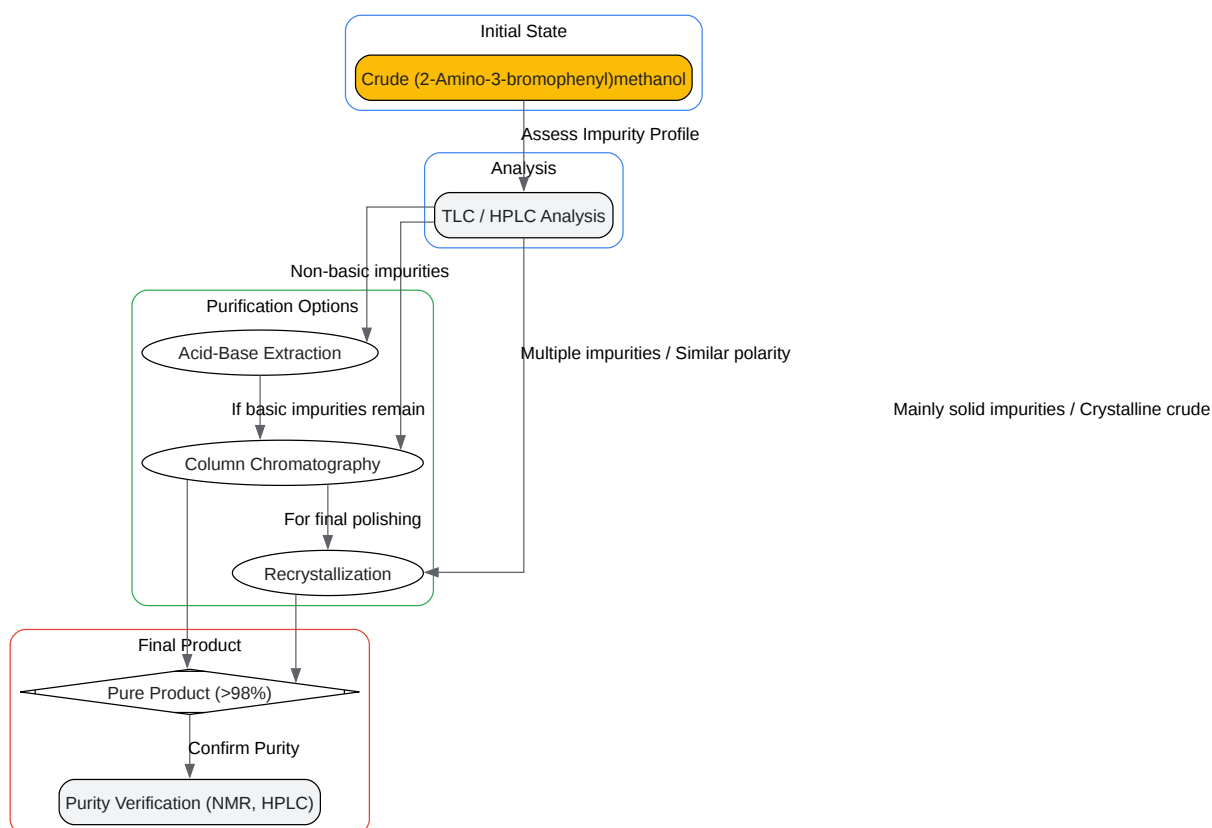 Initial State
Crude (2-Amino-3-bromophenyl)methanol
Assess Impurity Profile
Analysis
TLC / HPLC Analysis
Non-basic impurities
Purification Options
Acid-Base Extraction
Multiple impurities / Similar polarity
If basic impurities remain
Mainly solid impurities / Crystalline crude
Column Chromatography
For final polishing
Recrystallization
Final Product
Pure Product (>98%)
Confirm Purity
Purity Verification (NMR, HPLC)